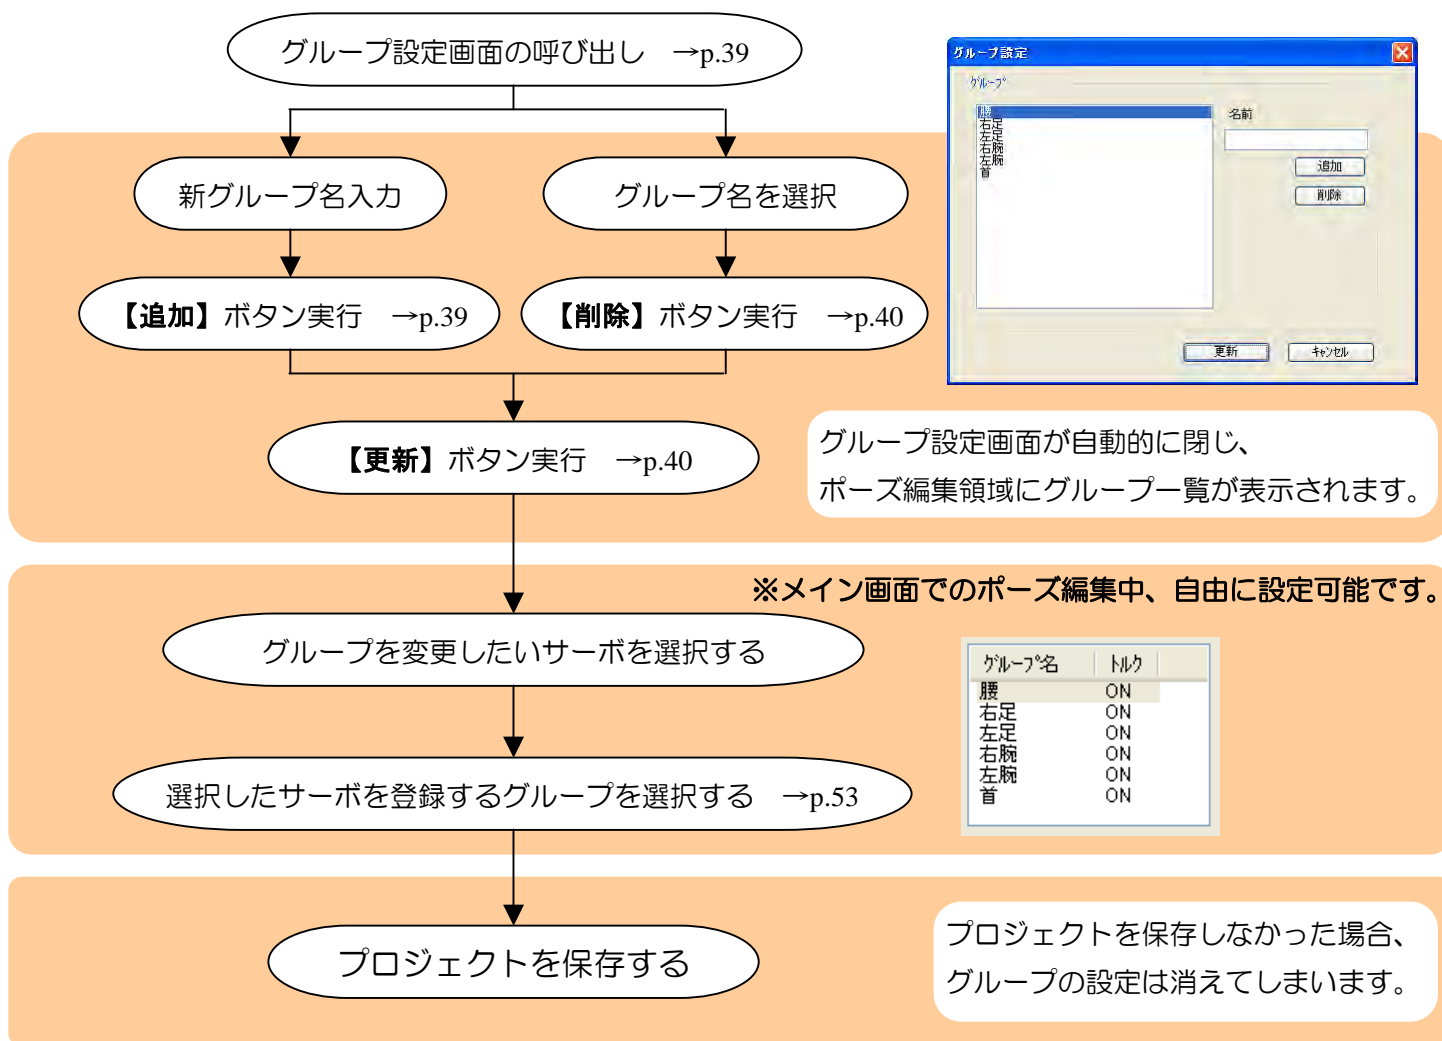 グループ設定画面の呼び出し →p.39
新グループ名入力
グループ名を選択
【追加】ボタン実行 →p.39
【削除】ボタン実行 →p.40
【更新】ボタン実行 →p.40
グループ設定
グループ
腰
右足
左足
右腕
左腕
首
名前
追加
削除
更新
キャンセル
グループ設定画面が自動的に閉じ、
ポーズ編集領域にグループ一覧が表示されます。
※メイン画面でのポーズ編集中、自由に設定可能です。
グループを変更したいサーボを選択する
選択したサーボを登録するグループを選択する →p.53
グループ名 トルク
腰 ON
右足 ON
左足 ON
右腕 ON
左腕 ON
首 ON
プロジェクトを保存する
プロジェクトを保存しなかった場合、
グループの設定は消えてしまいます。